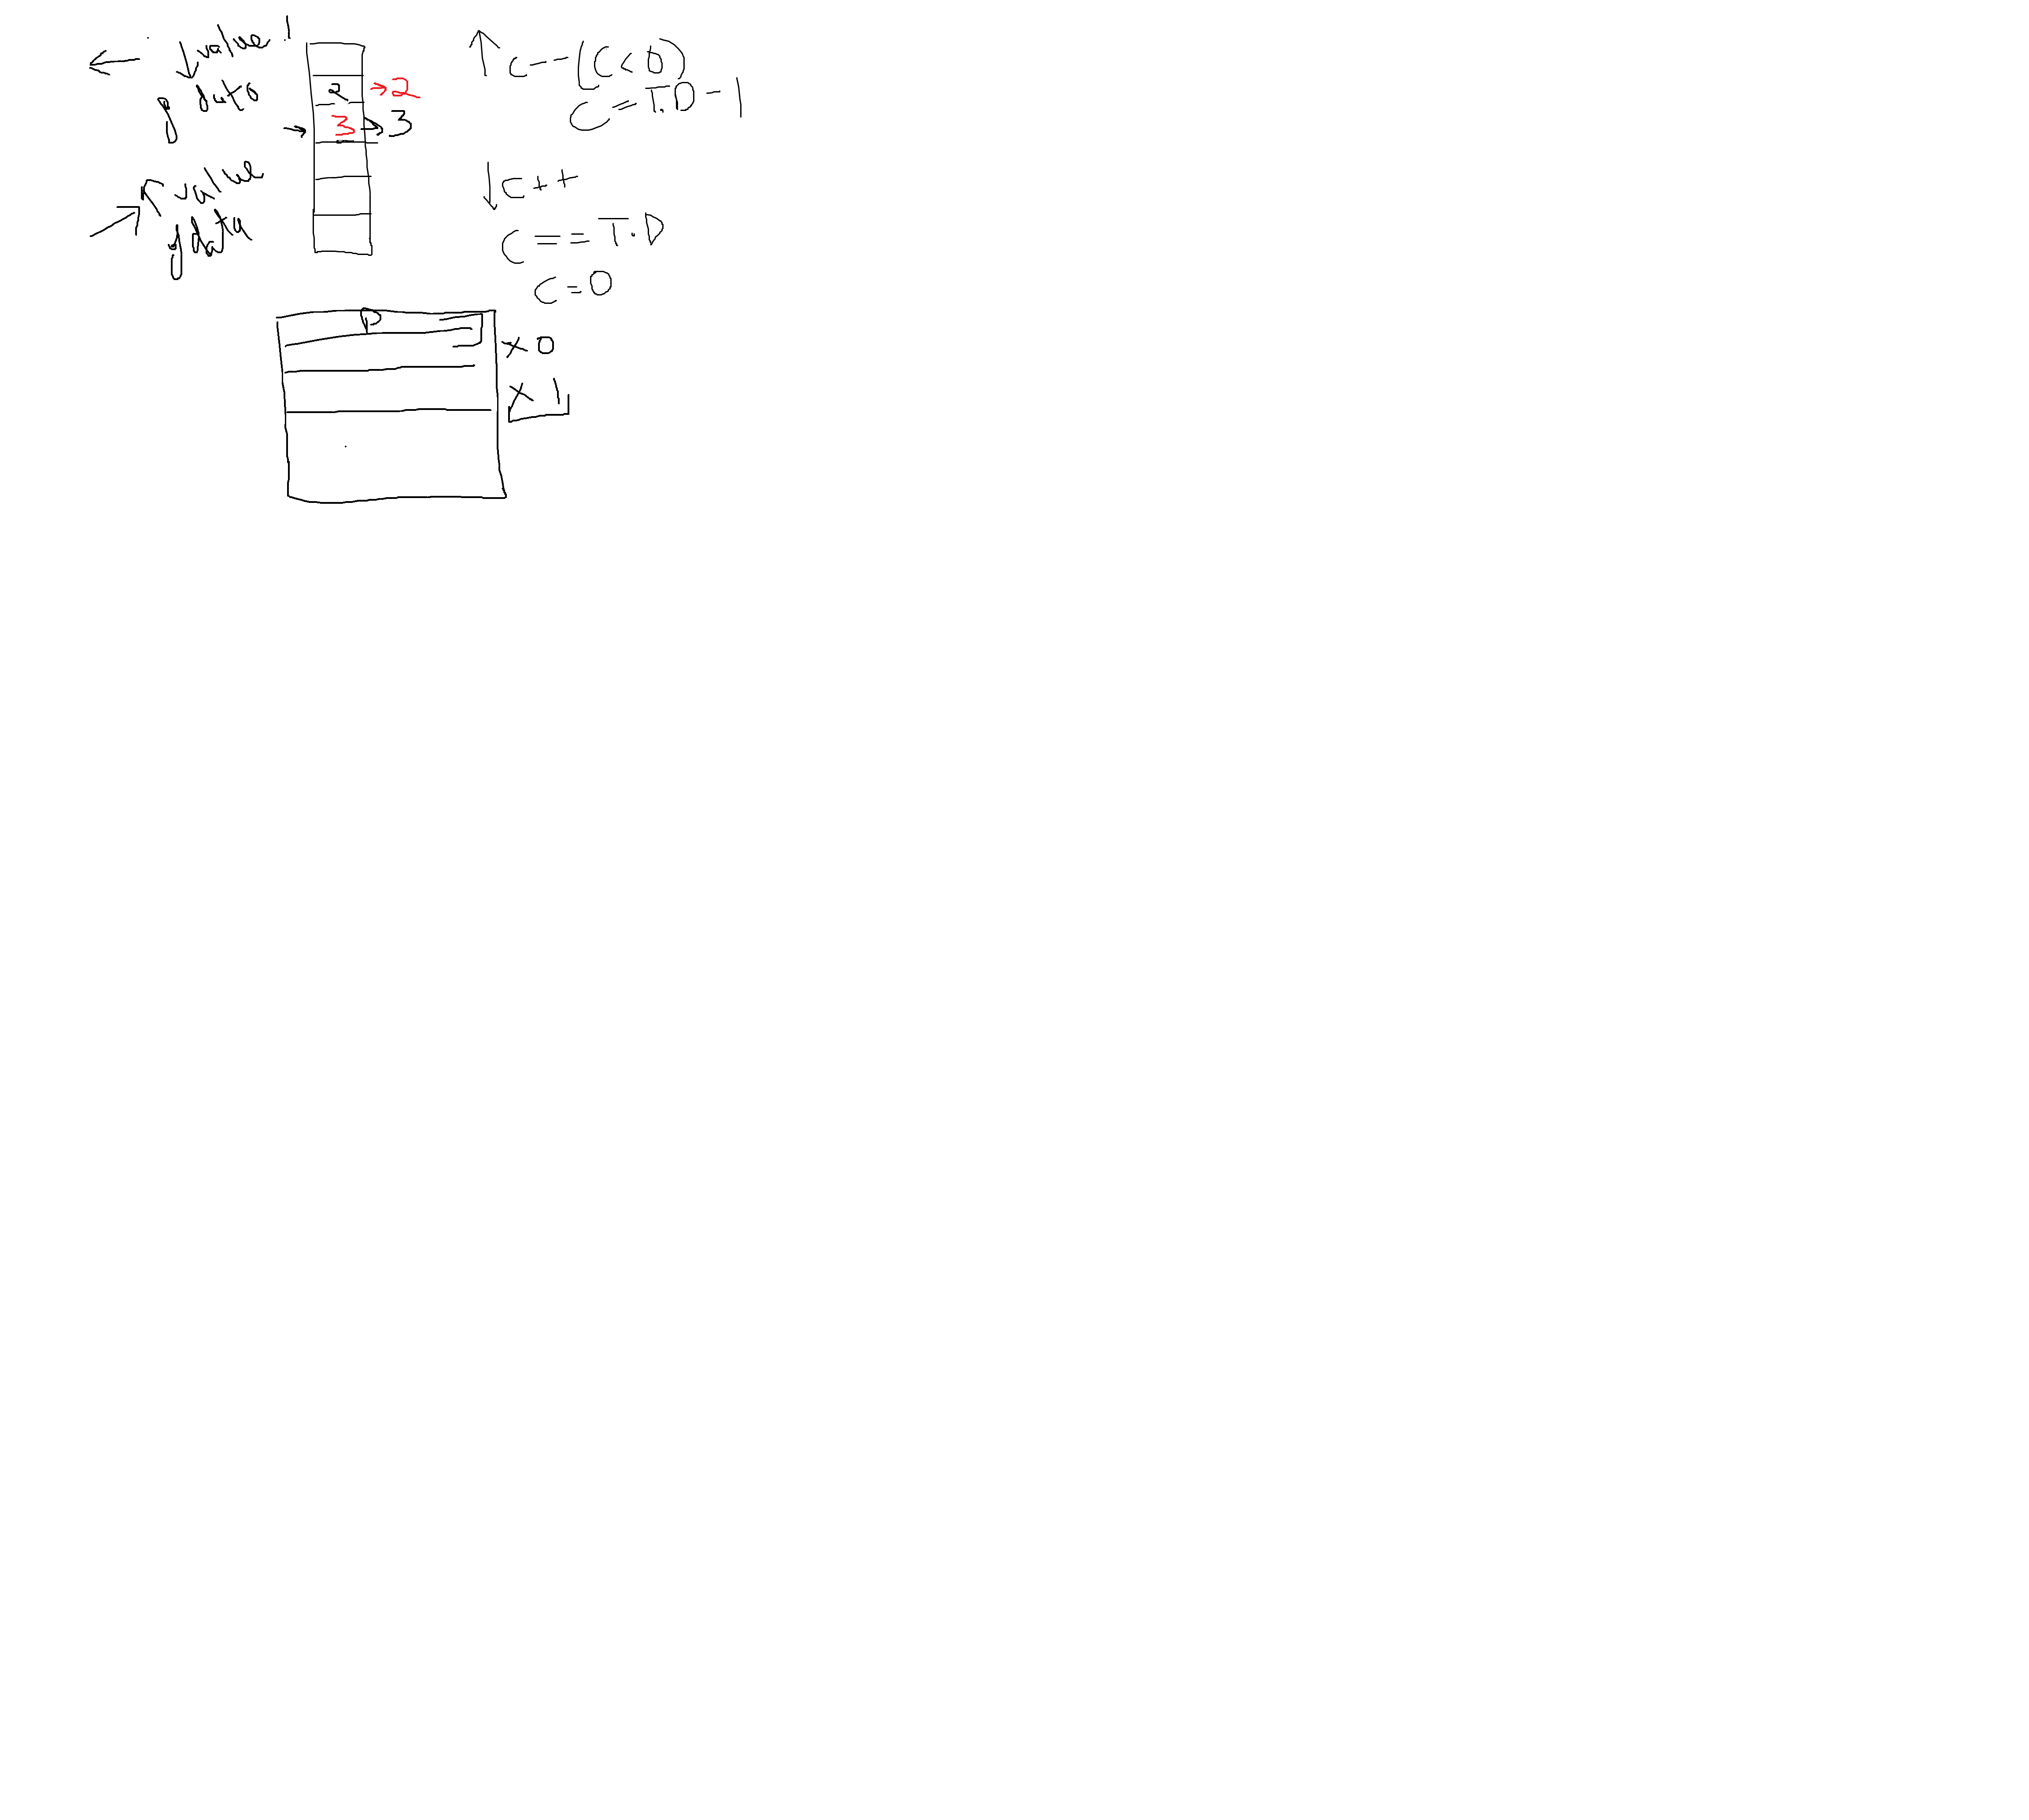 ↓ value!
p data
← 
2 → 2
→ 3 → 3
↑ value
g data
↑ C-- (C < 0)
C = T.D - 1
↓ C++
C == T.D
C = 0
P
x 0
x 1